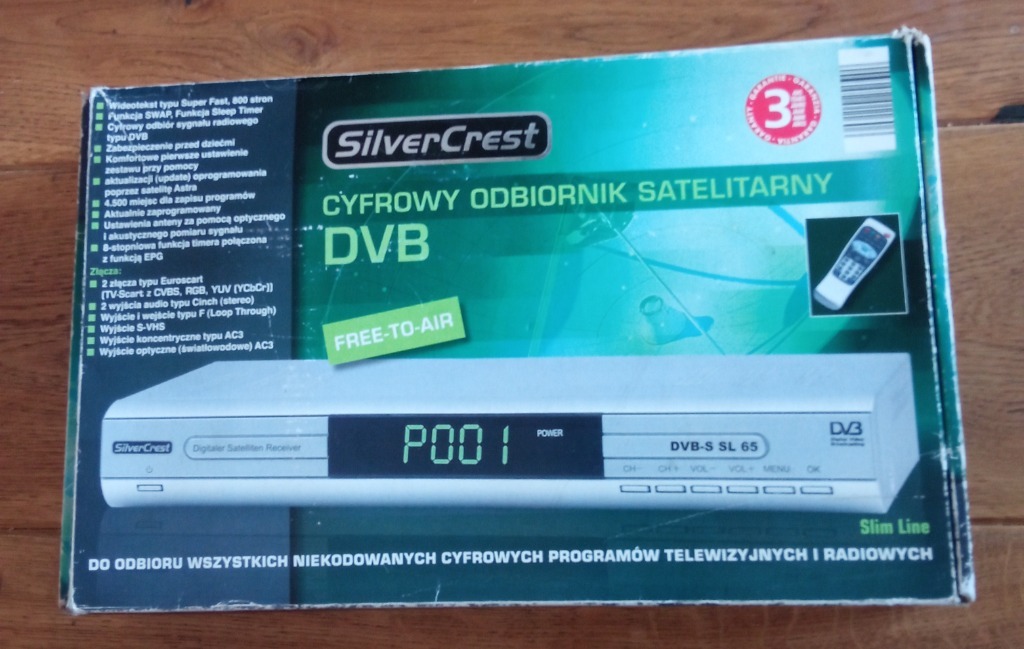 Wideotekst typu Super Fast, 800 stron
Funkcja SWAP, Funkcja Sleep Timer
Cyfrowy odbiór sygnału radiowego
typu DVB
Zabezpieczenie przed dziećmi
Komfortowe pierwsze ustawienie
zestawu przy pomocy
aktualizacji (update) oprogramowania
poprzez satelitę Astra
4.500 miejsc dla zapisu programów
Aktualnie zaprogramowany
Ustawienia anteny za pomocą optycznego
i akustycznego pomiaru sygnału
8-stopniowa funkcja timera połączona
z funkcją EPG
Złącza:
2 złącza typu Euroscart
(TV-Scart z CVBS, RGB, YUV (YCbCr))
2 wyjścia audio typu Cinch (stereo)
Wyjście i wejście typu F (Loop Through)
Wyjście S-VHS
Wyjście koncentryczne typu AC3
Wyjście optyczne (światłowodowe) AC3
SilverCrest
GARANTIE · GARANZIA
3
CYFROWY ODBIORNIK SATELITARNY
DVB
FREE-TO-AIR
SilverCrest
Digitaler Satelliten Receiver
P001
POWER
DVB-S SL 65
DVB
Digital Video
Broadcasting
CH− CH+ VOL− VOL+ MENU OK
Slim Line
DO ODBIORU WSZYSTKICH NIEKODOWANYCH CYFROWYCH PROGRAMÓW TELEWIZYJNYCH I RADIOWYCH